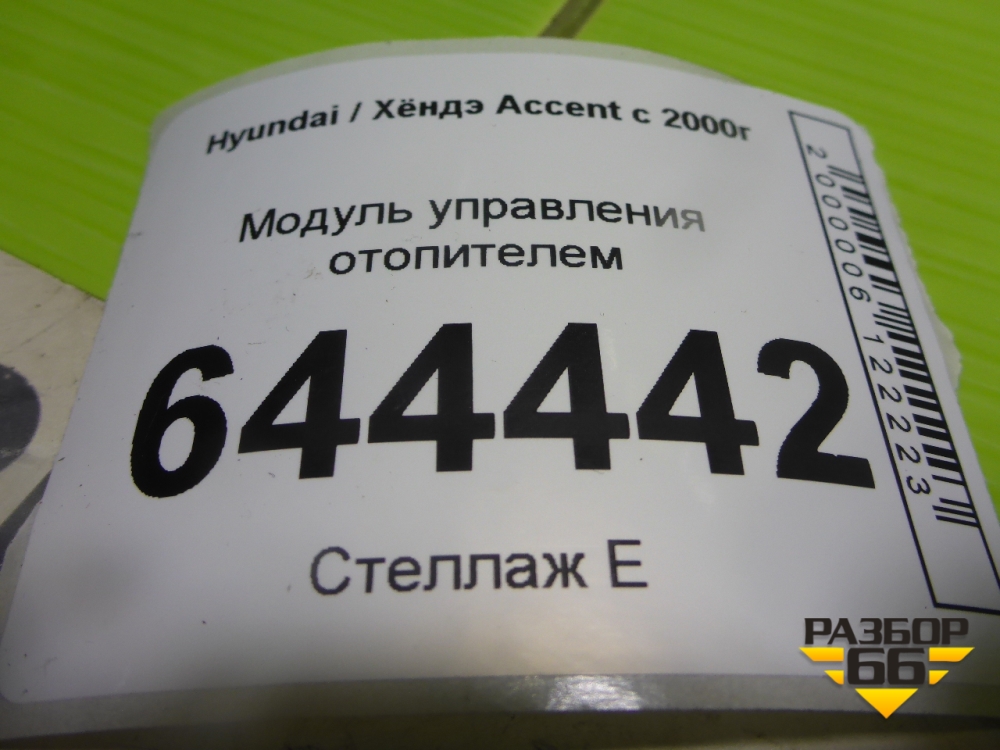 Hyundai / Хёндэ Accent с 2000г
Модуль управления
отопителем
644442
Стеллаж Е
2000006122223
РАЗБОР
66